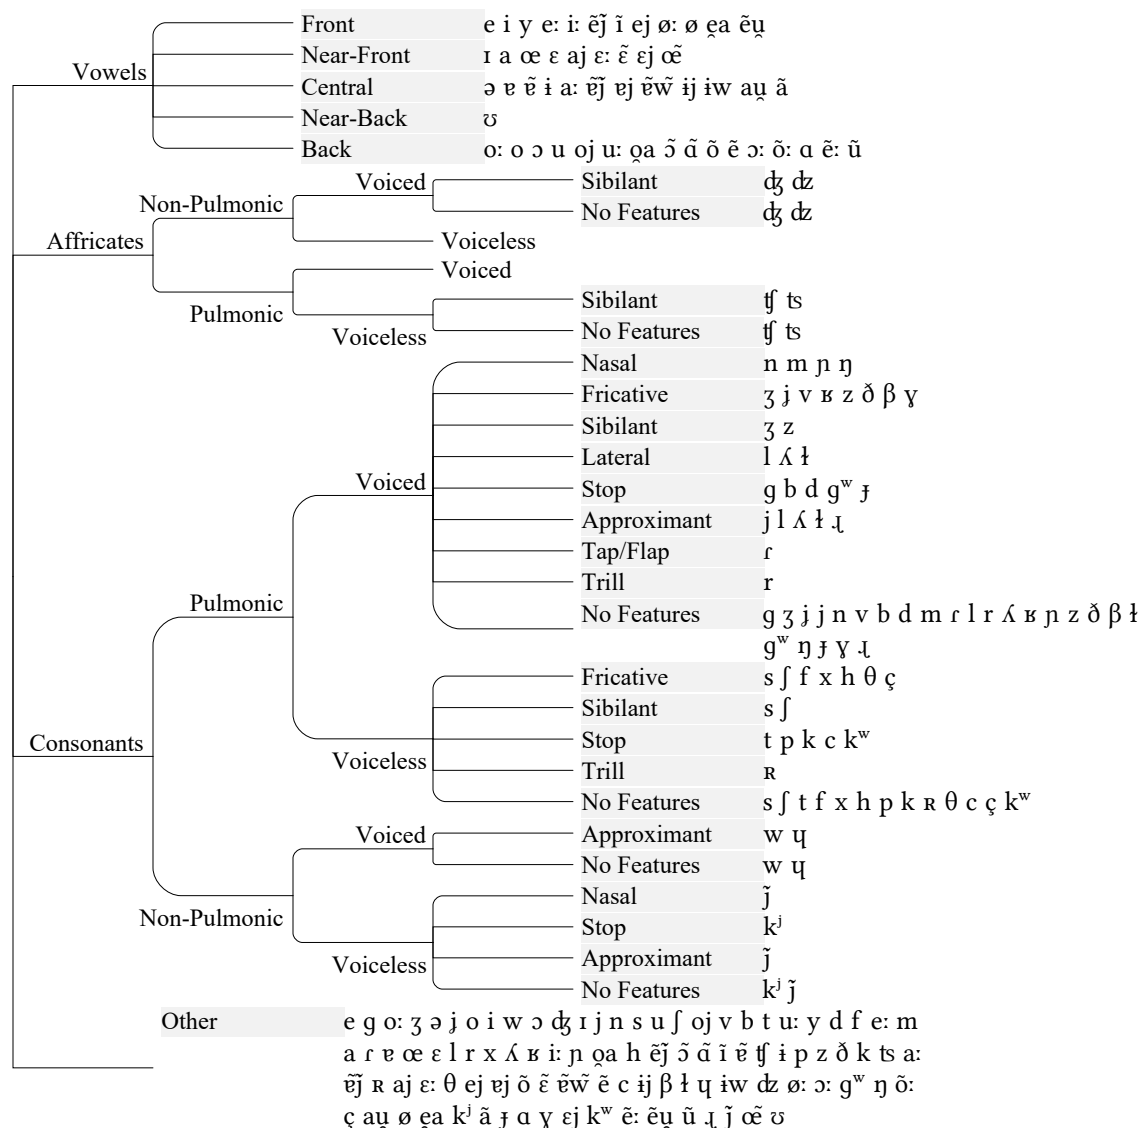 Vowels
Front e i y eː iː ẽj̃ ĩ ej øː ø e̯a ẽu̯
Near-Front ɪ a œ ɛ aj ɛː ɛ̃ ɛj œ̃
Central ə ɐ ɐ̃ ɨ aː ɐ̃j̃ ɐj ɐ̃w̃ ɨj ɨw au̯ ã
Near-Back ʊ
Back oː o ɔ u oj uː o̯a ɔ̃ ɑ̃ õ ẽ ɔː õː ɑ ẽː ũ
Affricates
Non-Pulmonic
Voiced
Sibilant ʤ ʣ
No Features ʤ ʣ
Voiceless
Pulmonic
Voiced
Voiceless
Sibilant ʧ ʦ
No Features ʧ ʦ
Consonants
Pulmonic
Voiced
Nasal n m ɲ ŋ
Fricative ʒ ʝ v ʁ z ð β ɣ
Sibilant ʒ z
Lateral l ʎ ɫ
Stop ɡ b d ɡʷ ɟ
Approximant j l ʎ ɫ ɻ
Tap/Flap ɾ
Trill r
No Features ɡ ʒ ʝ j n v b d m ɾ l r ʎ ʁ ɲ z ð β ɫ
ɡʷ ŋ ɟ ɣ ɻ
Voiceless
Fricative s ʃ f x h θ ç
Sibilant s ʃ
Stop t p k c kʷ
Trill ʀ
No Features s ʃ t f x h p k ʀ θ c ç kʷ
Non-Pulmonic
Voiced
Approximant w ɥ
No Features w ɥ
Voiceless
Nasal j̃
Stop kʲ
Approximant j̃
No Features kʲ j̃
Other e ɡ oː ʒ ə ʝ o i w ɔ ʤ ɪ j n s u ʃ oj v b t uː y d f eː m
a ɾ ɐ œ ɛ l r x ʎ ʁ iː ɲ o̯a h ẽj̃ ɔ̃ ɑ̃ ĩ ɐ̃ ʧ ɨ p z ð k ʦ aː
ɐ̃j̃ ʀ aj ɛː θ ej ɐj õ ɛ̃ ɐ̃w̃ ẽ c ɨj β ɫ ɥ ɨw ʣ øː ɔː ɡʷ ŋ õː
ç au̯ ø e̯a kʲ ã ɟ ɑ ɣ ɛj kʷ ẽː ẽu̯ ũ ɻ j̃ œ̃ ʊ